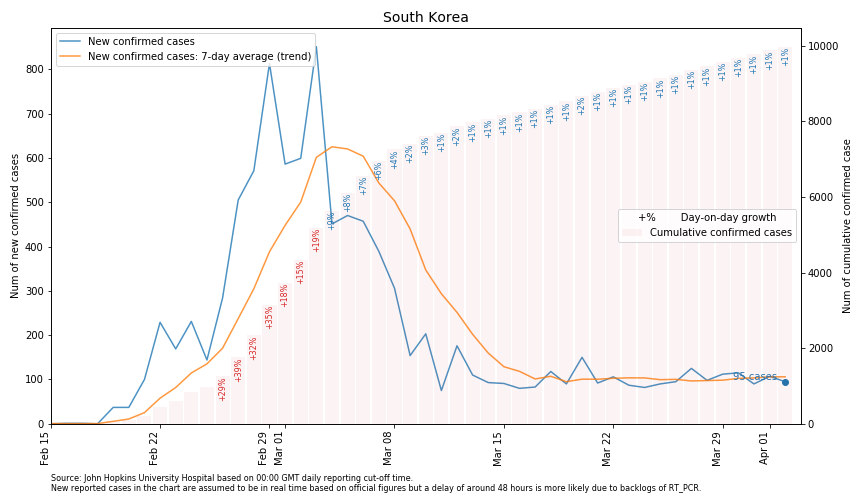 South Korea
New confirmed cases
New confirmed cases: 7-day average (trend)
800
700
600
500
400
300
200
100
0
Num of new confirmed cases
10000
8000
6000
4000
2000
0
Num of cumulative confirmed case
+29%
+39%
+32%
+35%
+18%
+15%
+19%
+9%
+8%
+7%
+6%
+4%
+2%
+3%
+1%
+2%
+1%
+1%
+1%
+1%
+1%
+1%
+1%
+2%
+1%
+1%
+1%
+1%
+1%
+1%
+1%
+1%
+1%
+1%
+1%
+1%
+1%
+% Day-on-day growth
Cumulative confirmed cases
95 cases
Feb 15
Feb 22
Feb 29
Mar 01
Mar 08
Mar 15
Mar 22
Mar 29
Apr 01
Source: John Hopkins University Hospital based on 00:00 GMT daily reporting cut-off time.
New reported cases in the chart are assumed to be in real time based on official figures but a delay of around 48 hours is more likely due to backlogs of RT_PCR.